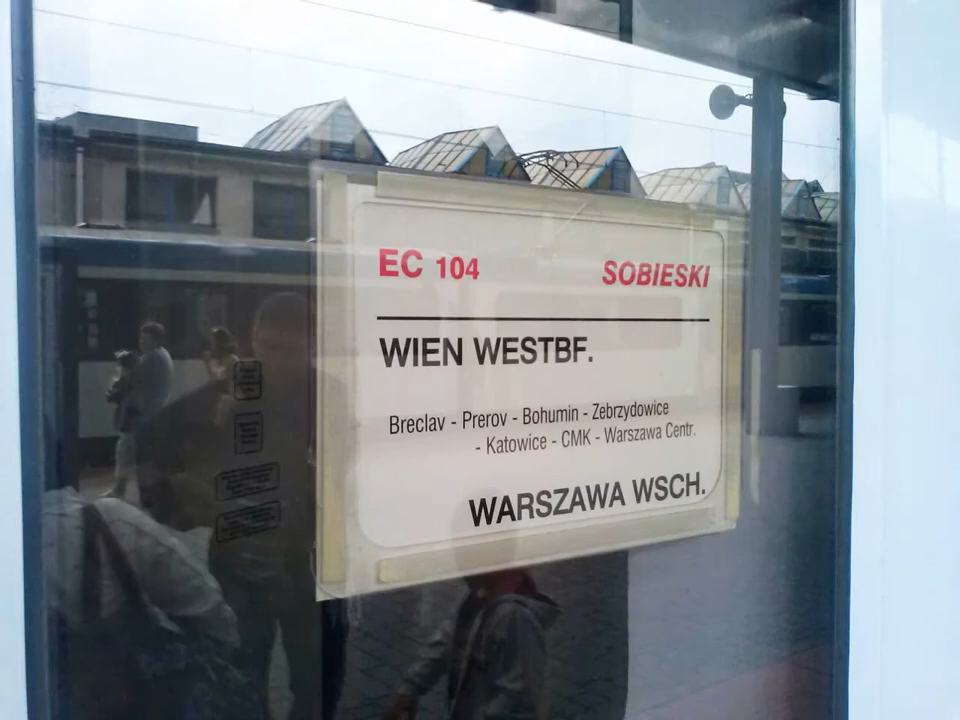 EC 104 SOBIESKI
WIEN WESTBF.
Breclav - Prerov - Bohumin - Zebrzydowice
- Katowice - CMK - Warszawa Centr.
WARSZAWA WSCH.